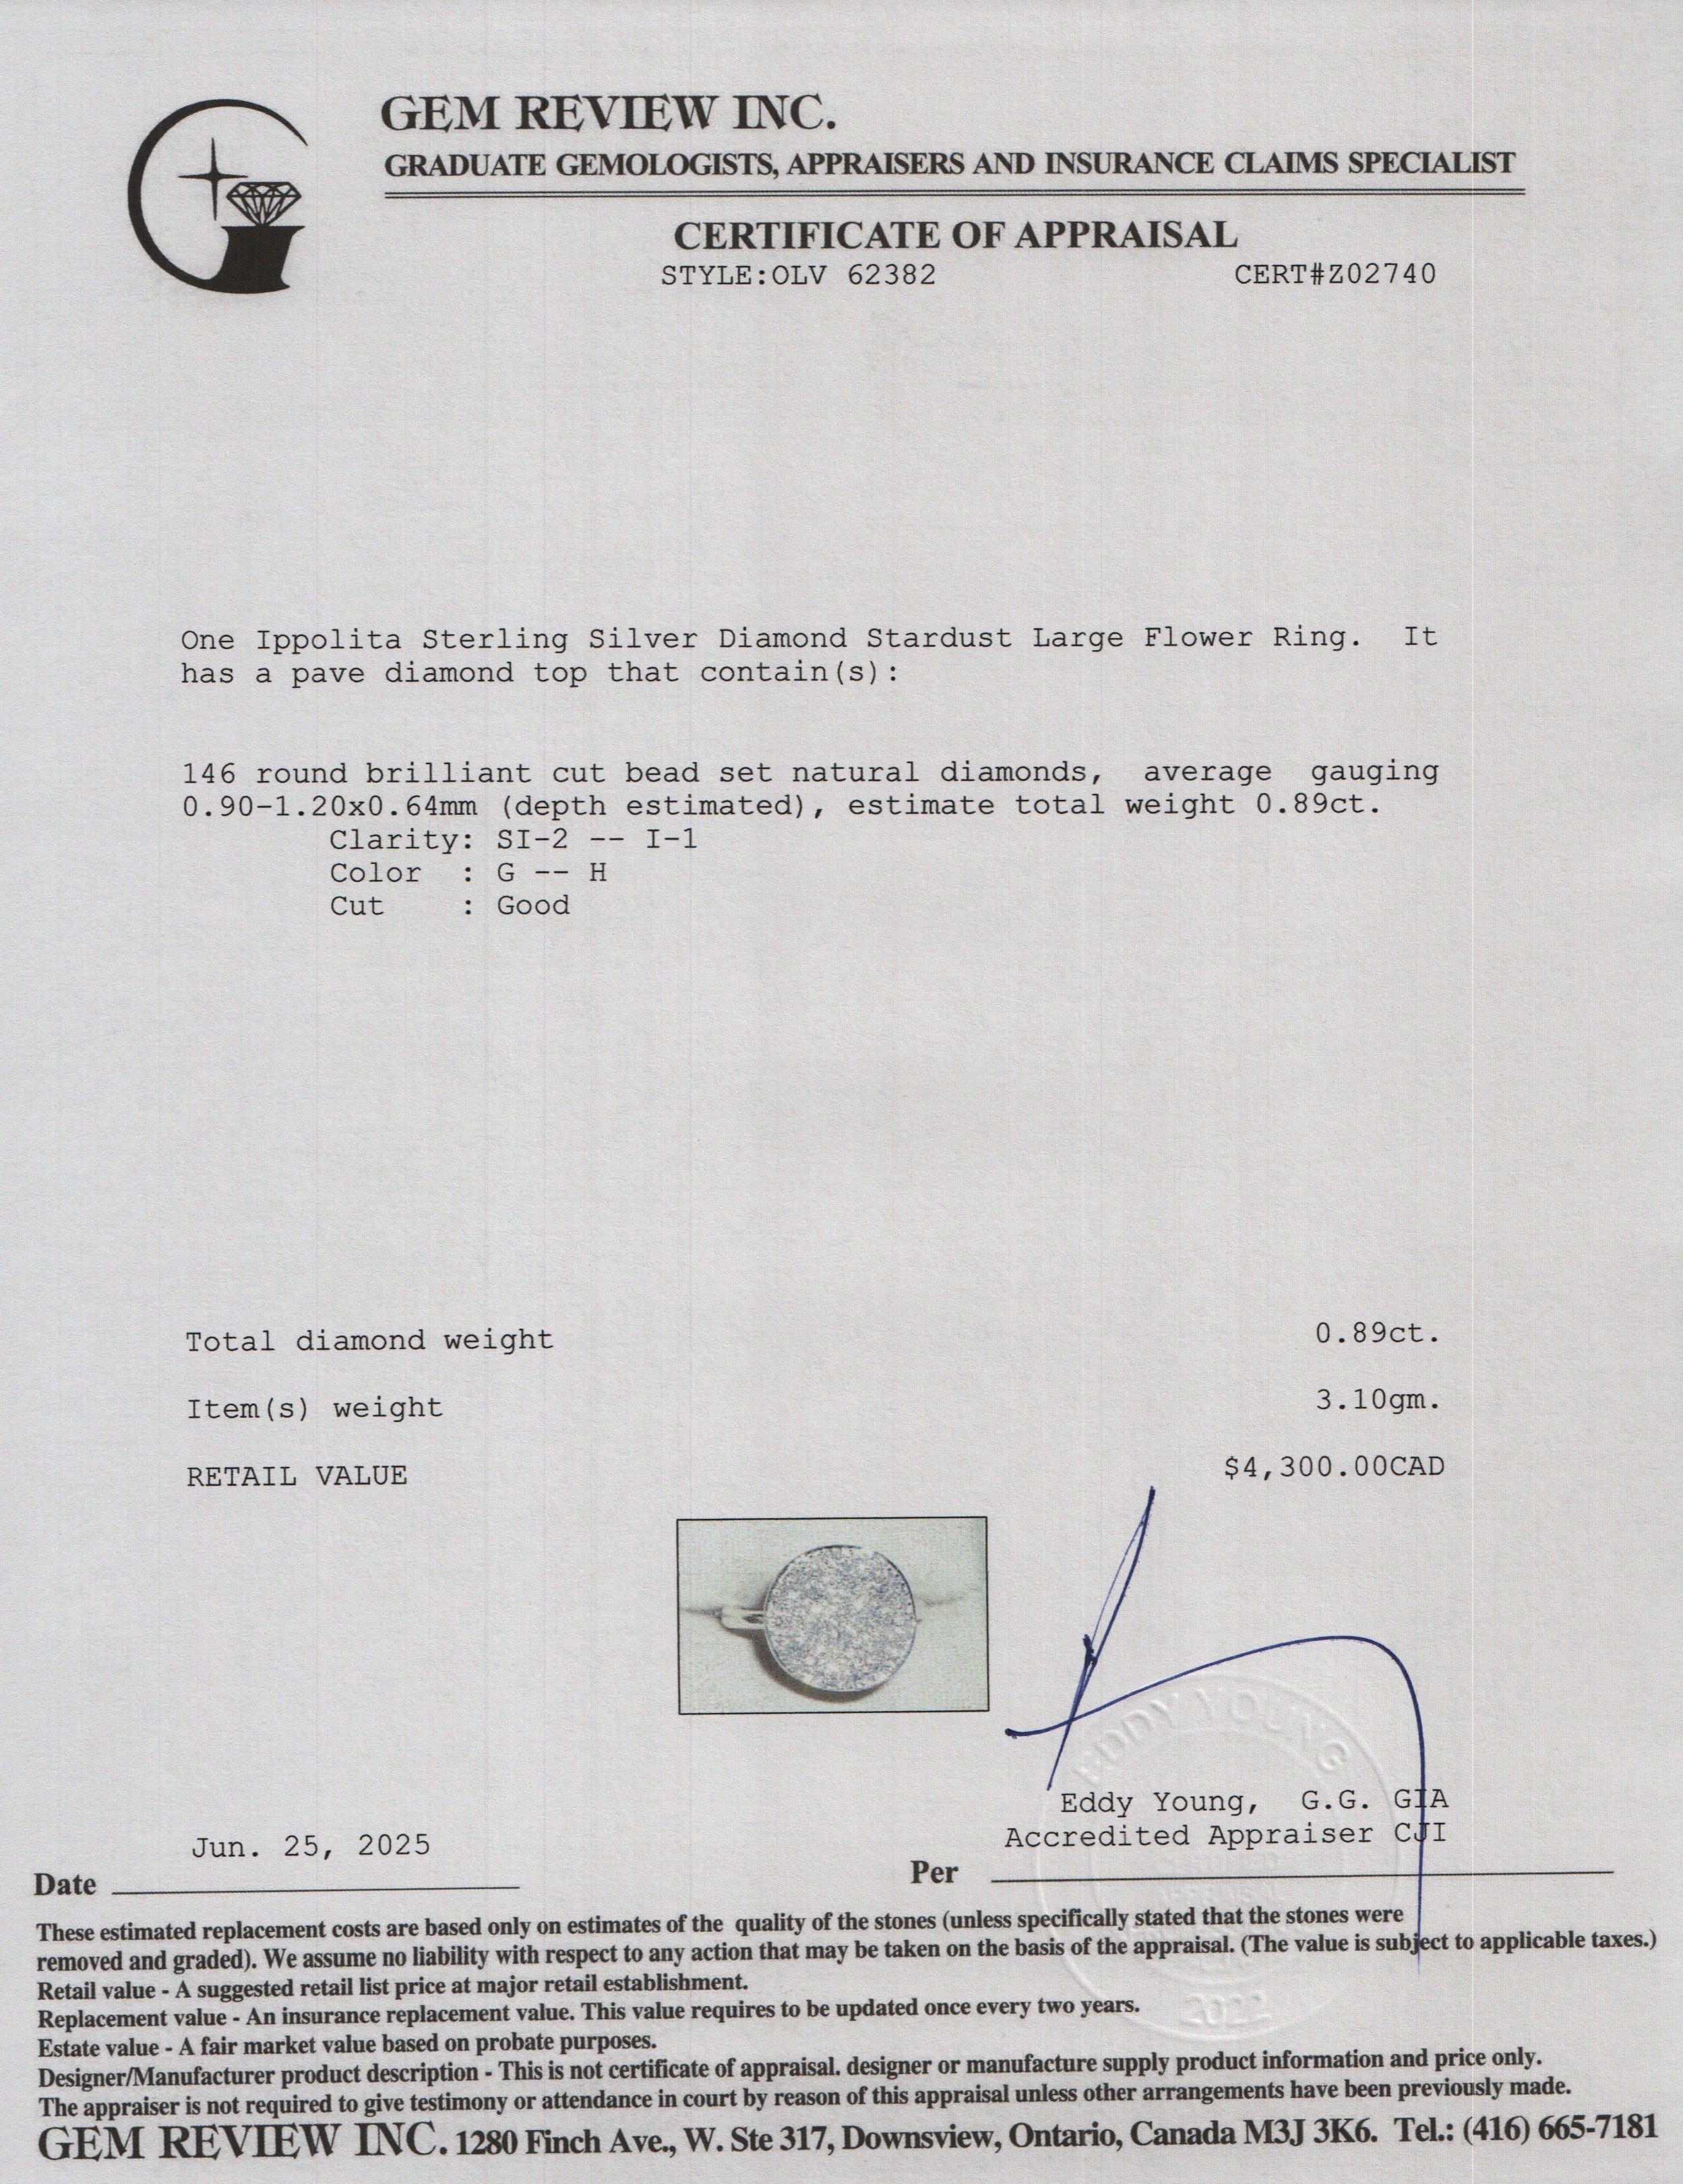 GEM REVIEW INC.
GRADUATE GEMOLOGISTS, APPRAISERS AND INSURANCE CLAIMS SPECIALIST
CERTIFICATE OF APPRAISAL
STYLE:OLV 62382 CERT#Z02740
One Ippolita Sterling Silver Diamond Stardust Large Flower Ring. It
has a pave diamond top that contain(s):
146 round brilliant cut bead set natural diamonds, average gauging
0.90-1.20x0.64mm (depth estimated), estimate total weight 0.89ct.
Clarity: SI-2 -- I-1
Color : G -- H
Cut : Good
Total diamond weight 0.89ct.
Item(s) weight 3.10gm.
RETAIL VALUE $4,300.00CAD
EDDY YOUNG
Eddy Young, G.G. GIA
Accredited Appraiser CJI
Jun. 25, 2025
Date Per
These estimated replacement costs are based only on estimates of the quality of the stones (unless specifically stated that the stones were
removed and graded). We assume no liability with respect to any action that may be taken on the basis of the appraisal. (The value is subject to applicable taxes.)
Retail value - A suggested retail list price at major retail establishment.
Replacement value - An insurance replacement value. This value requires to be updated once every two years.
2022
Estate value - A fair market value based on probate purposes.
Designer/Manufacturer product description - This is not certificate of appraisal. designer or manufacture supply product information and price only.
The appraiser is not required to give testimony or attendance in court by reason of this appraisal unless other arrangements have been previously made.
GEM REVIEW INC. 1280 Finch Ave., W. Ste 317, Downsview, Ontario, Canada M3J 3K6. Tel.: (416) 665-7181